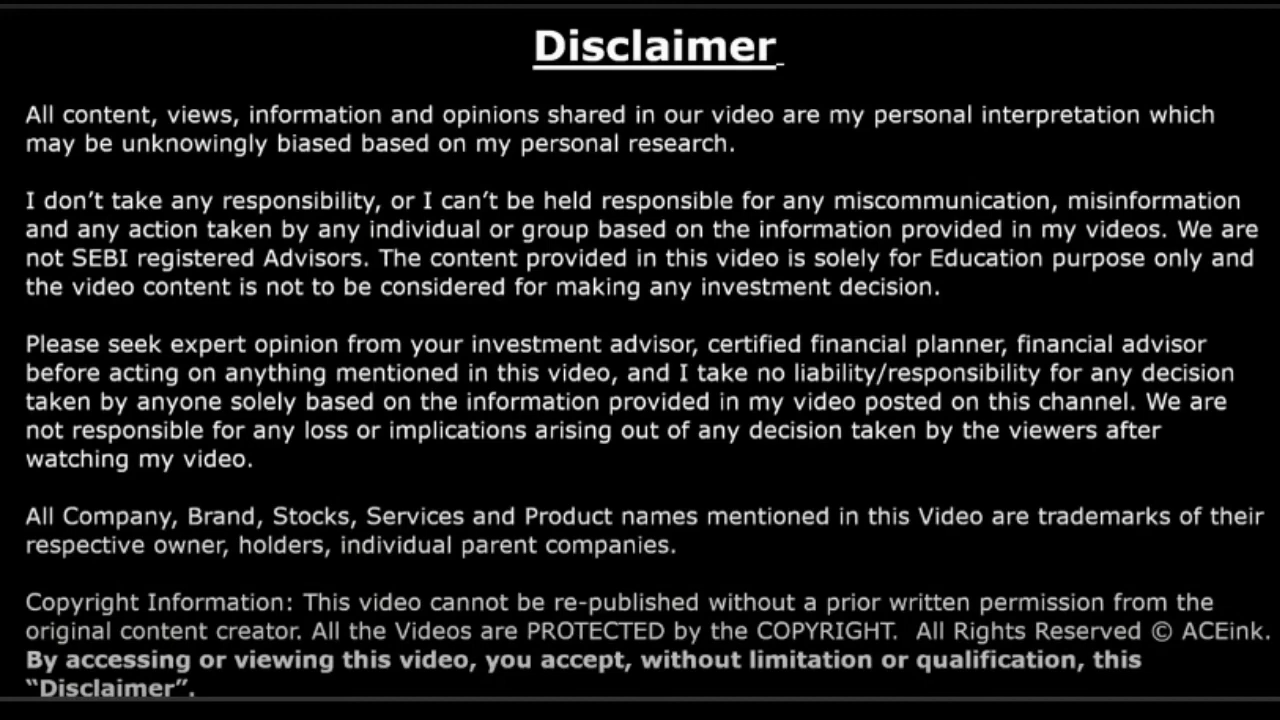 Disclaimer
All content, views, information and opinions shared in our video are my personal interpretation which
may be unknowingly biased based on my personal research.
I don’t take any responsibility, or I can’t be held responsible for any miscommunication, misinformation
and any action taken by any individual or group based on the information provided in my videos. We are
not SEBI registered Advisors. The content provided in this video is solely for Education purpose only and
the video content is not to be considered for making any investment decision.
Please seek expert opinion from your investment advisor, certified financial planner, financial advisor
before acting on anything mentioned in this video, and I take no liability/responsibility for any decision
taken by anyone solely based on the information provided in my video posted on this channel. We are
not responsible for any loss or implications arising out of any decision taken by the viewers after
watching my video.
All Company, Brand, Stocks, Services and Product names mentioned in this Video are trademarks of their
respective owner, holders, individual parent companies.
Copyright Information: This video cannot be re-published without a prior written permission from the
original content creator. All the Videos are PROTECTED by the COPYRIGHT.  All Rights Reserved © ACEink.
By accessing or viewing this video, you accept, without limitation or qualification, this
“Disclaimer”.